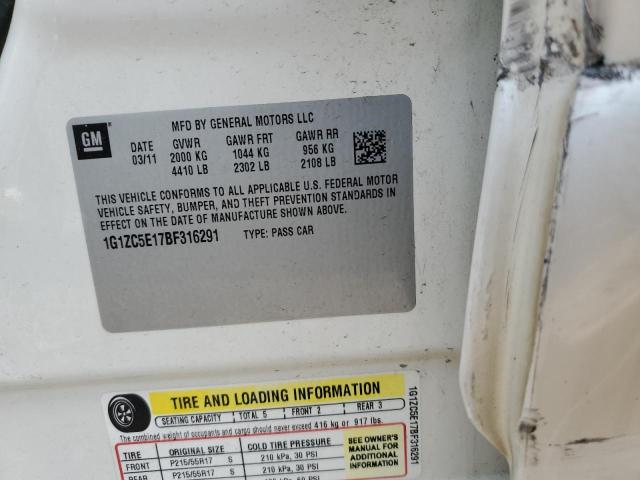 GM
MFD BY GENERAL MOTORS LLC
DATE GVWR GAWR FRT GAWR RR
03/11 2000 KG 1044 KG 956 KG
4410 LB 2302 LB 2108 LB
THIS VEHICLE CONFORMS TO ALL APPLICABLE U.S. FEDERAL MOTOR
VEHICLE SAFETY, BUMPER, AND THEFT PREVENTION STANDARDS IN
EFFECT ON THE DATE OF MANUFACTURE SHOWN ABOVE.
1G1ZC5E17BF316291 TYPE: PASS CAR
TIRE AND LOADING INFORMATION
SEATING CAPACITY TOTAL 5 FRONT 2 REAR 3
The combined weight of occupants and cargo should never exceed 416 kg or 917 lbs.
TIRE ORIGINAL SIZE COLD TIRE PRESSURE
FRONT P215/55R17 S 210 kPa, 30 PSI
REAR P215/55R17 S 210 kPa, 30 PSI
SEE OWNER'S
MANUAL FOR
ADDITIONAL
INFORMATION
1G1ZC5E17BF316291